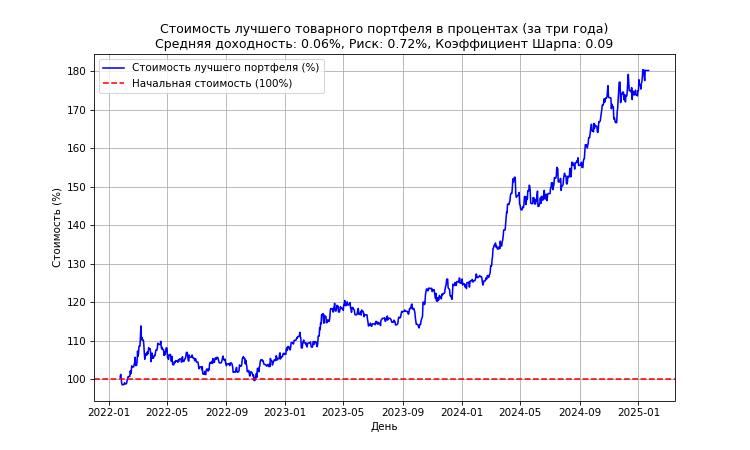 Стоимость лучшего товарного портфеля в процентах (за три года)
Средняя доходность: 0.06%, Риск: 0.72%, Коэффициент Шарпа: 0.09
Стоимость лучшего портфеля (%)
Начальная стоимость (100%)
Стоимость (%)
180
170
160
150
140
130
120
110
100
2022-01 2022-05 2022-09 2023-01 2023-05 2023-09 2024-01 2024-05 2024-09 2025-01
День